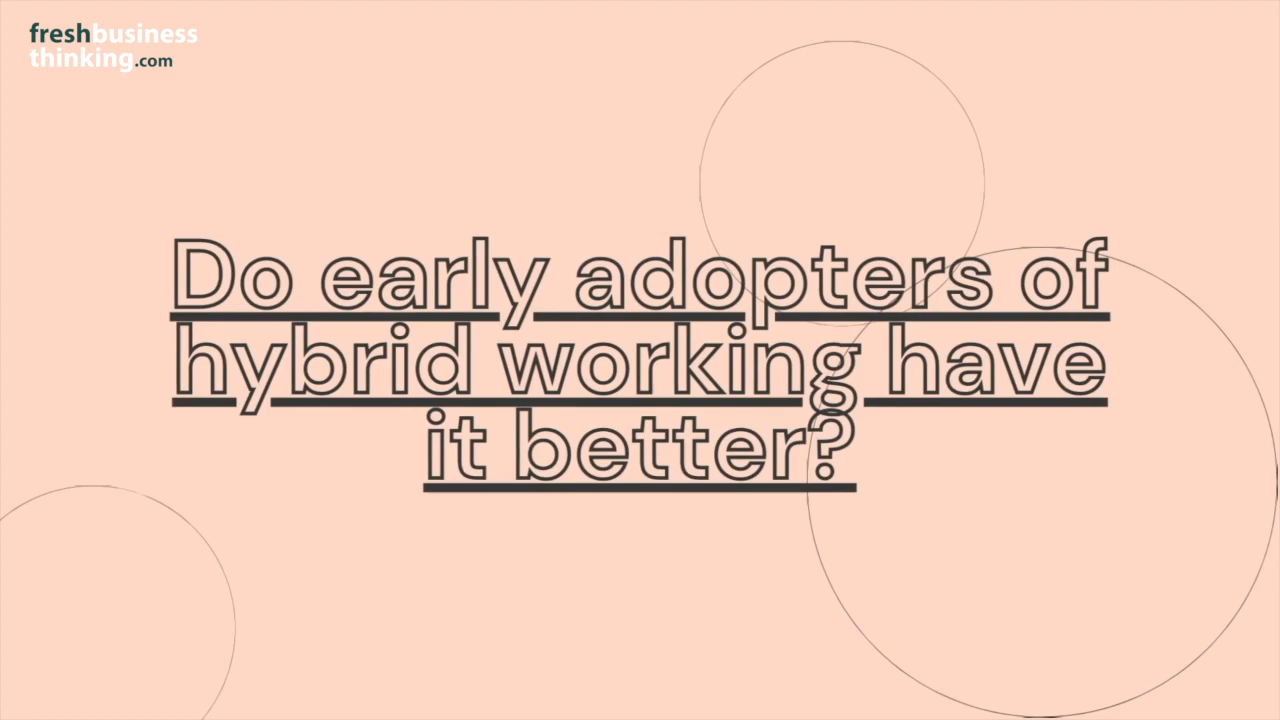 freshbusiness
thinking.com
Do early adopters of
hybrid working have
it better?